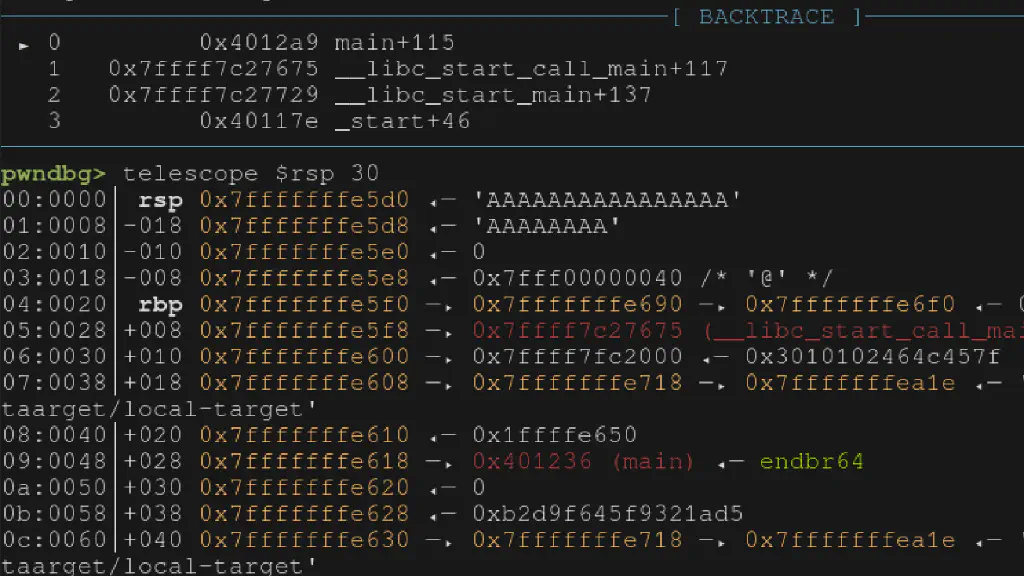 [ BACKTRACE ]
► 0 0x4012a9 main+115
1 0x7ffff7c27675 __libc_start_call_main+117
2 0x7ffff7c27729 __libc_start_main+137
3 0x40117e _start+46
pwndbg> telescope $rsp 30
00:0000│ rsp 0x7fffffffe5d0 ◂— 'AAAAAAAAAAAAAAAA'
01:0008│-018 0x7fffffffe5d8 ◂— 'AAAAAAAA'
02:0010│-010 0x7fffffffe5e0 ◂— 0
03:0018│-008 0x7fffffffe5e8 ◂— 0x7fff00000040 /* '@' */
04:0020│ rbp 0x7fffffffe5f0 —▸ 0x7fffffffe690 —▸ 0x7fffffffe6f0 ◂— 0
05:0028│+008 0x7fffffffe5f8 —▸ 0x7ffff7c27675 (__libc_start_call_mai
06:0030│+010 0x7fffffffe600 —▸ 0x7ffff7fc2000 ◂— 0x3010102464c457f
07:0038│+018 0x7fffffffe608 —▸ 0x7fffffffe718 —▸ 0x7fffffffea1e ◂— '
taarget/local-target'
08:0040│+020 0x7fffffffe610 ◂— 0x1ffffe650
09:0048│+028 0x7fffffffe618 —▸ 0x401236 (main) ◂— endbr64
0a:0050│+030 0x7fffffffe620 ◂— 0
0b:0058│+038 0x7fffffffe628 ◂— 0xb2d9f645f9321ad5
0c:0060│+040 0x7fffffffe630 —▸ 0x7fffffffe718 —▸ 0x7fffffffea1e ◂— '
taarget/local-target'